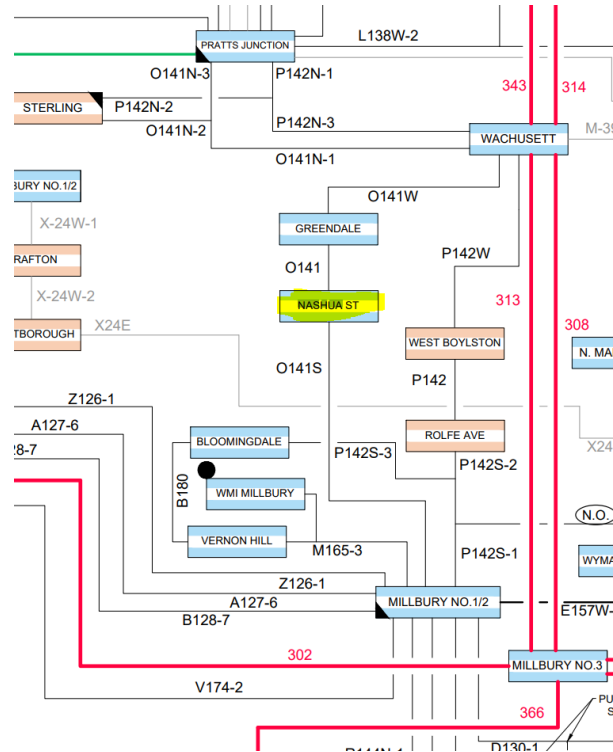 L138W-2
PRATTS JUNCTION
O141N-3
P142N-1
343
314
STERLING
P142N-2
P142N-3
O141N-2
WACHUSETT
M-39
O141N-1
BURY NO.1/2
O141W
GREENDALE
X-24W-1
P142W
RAFTON
O141
X-24W-2
NASHUA ST
313
TBOROUGH
X24E
308
WEST BOYLSTON
N. MA
O141S
P142
Z126-1
A127-6
BLOOMINGDALE
ROLFE AVE
X24
28-7
P142S-3
P142S-2
B180
WMI MILLBURY
N.O.
VERNON HILL
M165-3
P142S-1
WYMA
Z126-1
A127-6
MILLBURY NO.1/2
E157W-
B128-7
302
MILLBURY NO.3
V174-2
366
PU
S
D130-1